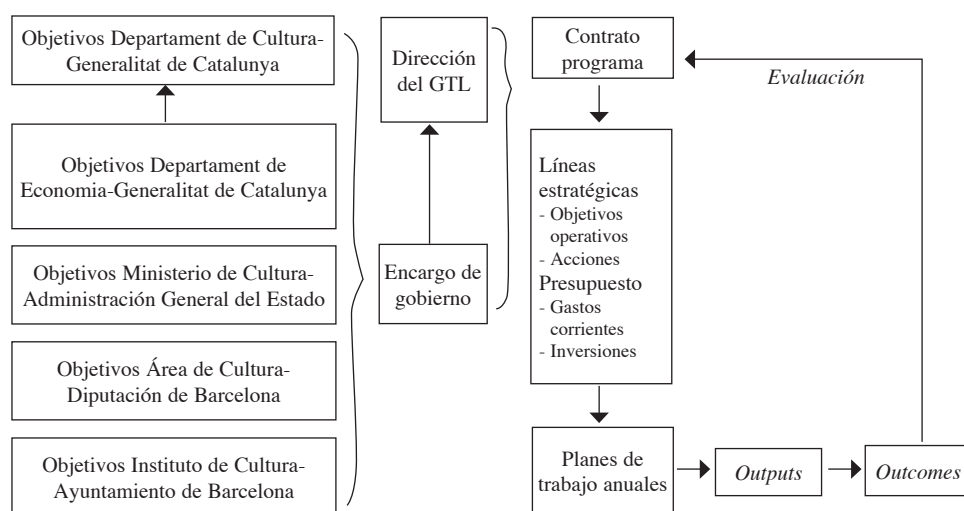 Objetivos Departament de Cultura-
Generalitat de Catalunya
Objetivos Departament de
Economia-Generalitat de Catalunya
Objetivos Ministerio de Cultura-
Administración General del Estado
Objetivos Área de Cultura-
Diputación de Barcelona
Objetivos Instituto de Cultura-
Ayuntamiento de Barcelona
Dirección
del GTL
Encargo de
gobierno
Contrato
programa
Evaluación
Líneas
estratégicas
- Objetivos
operativos
- Acciones
Presupuesto
- Gastos
corrientes
- Inversiones
Planes de
trabajo anuales
Outputs
Outcomes